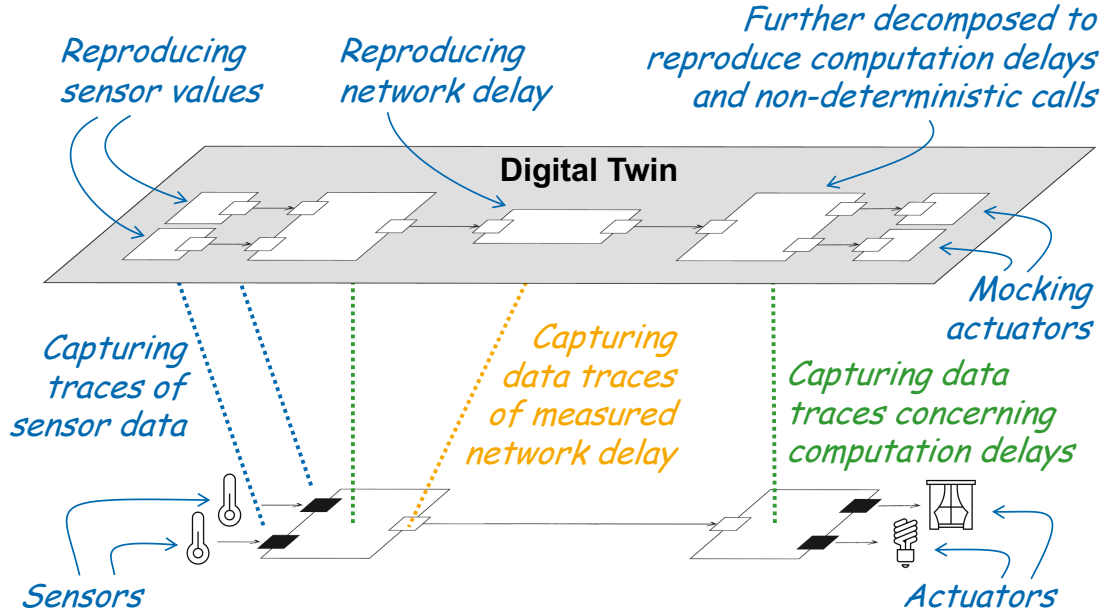 Reproducing
sensor values
Reproducing
network delay
Further decomposed to
reproduce computation delays
and non-deterministic calls
Digital Twin
Mocking
actuators
Capturing
traces of
sensor data
Capturing
data traces
of measured
network delay
Capturing data
traces concerning
computation delays
Sensors
Actuators